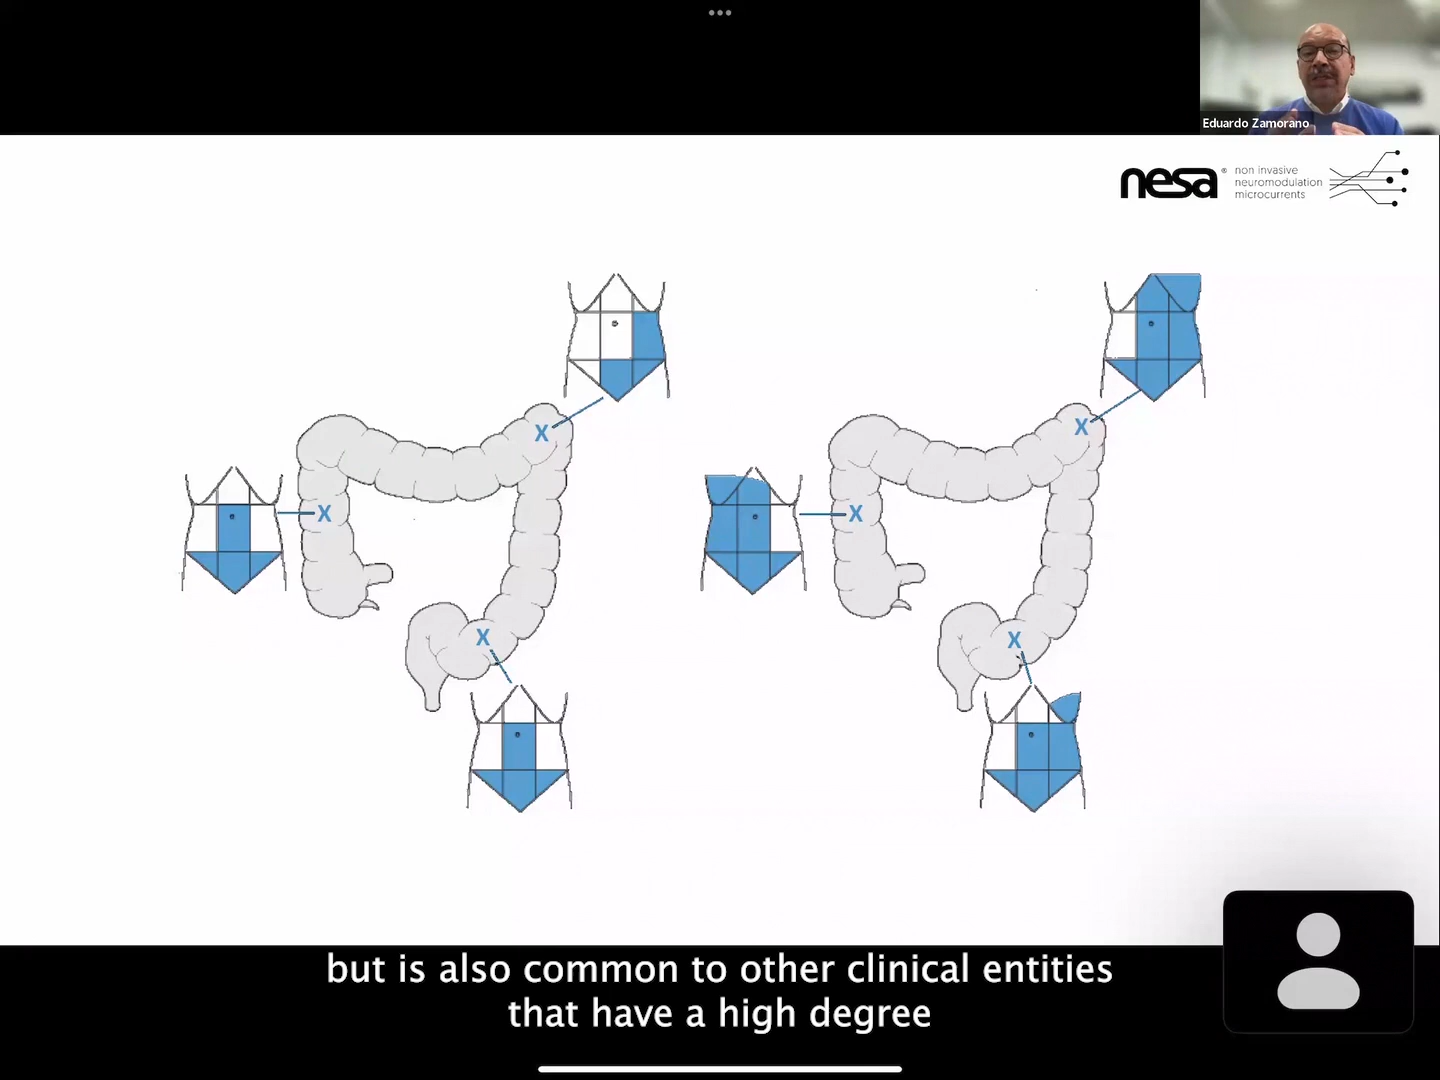 Eduardo Zamorano
nesa® non invasive
neuromodulation
microcurrents
X
X
X
X
X
X
but is also common to other clinical entities
that have a high degree